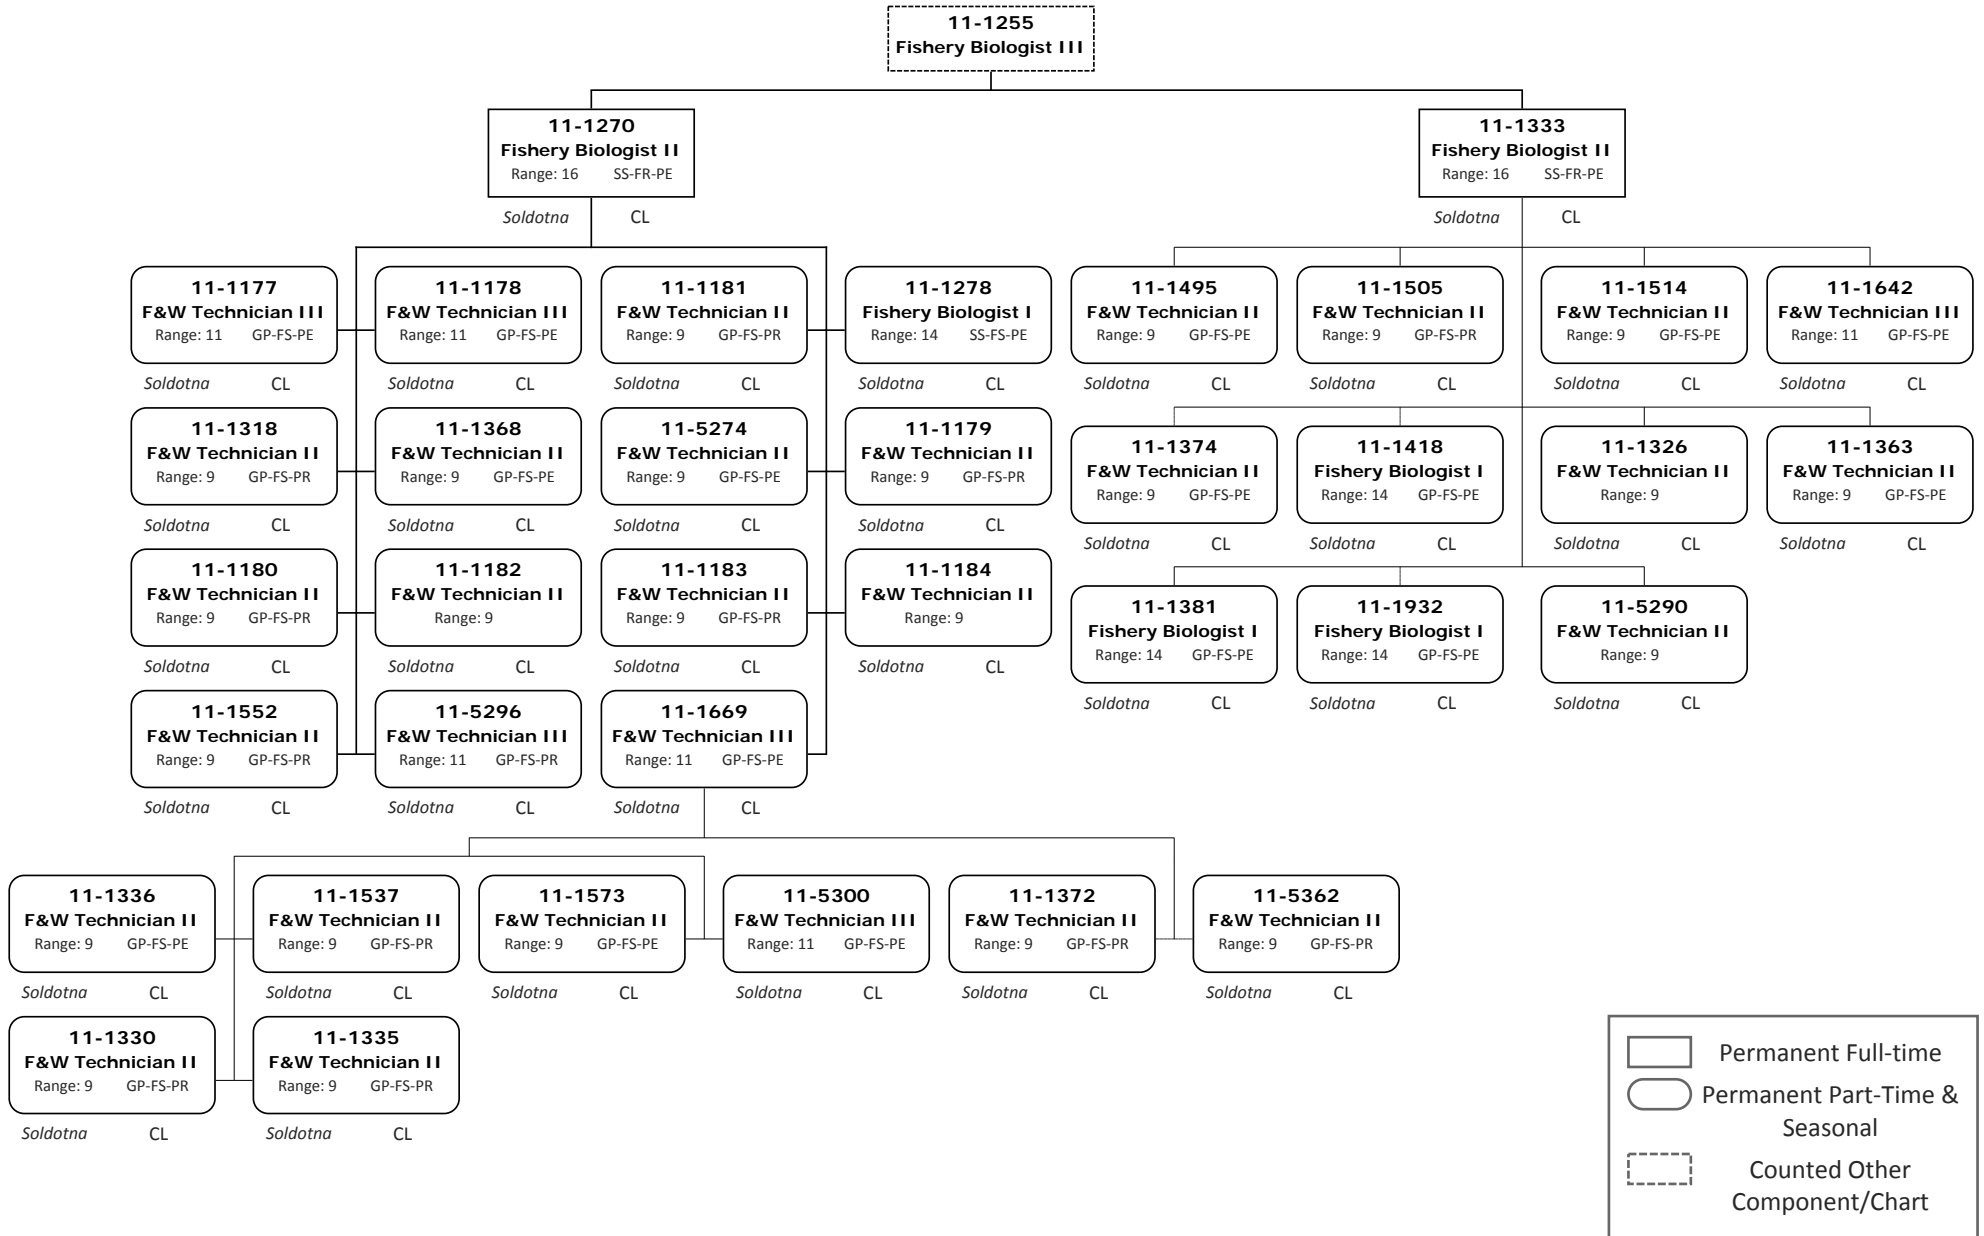 11-1255
Fishery Biologist III
11-1270
Fishery Biologist II
Range: 16 SS-FR-PE
Soldotna CL
11-1333
Fishery Biologist II
Range: 16 SS-FR-PE
Soldotna CL
11-1177
F&W Technician III
Range: 11 GP-FS-PE
Soldotna CL
11-1178
F&W Technician III
Range: 11 GP-FS-PE
Soldotna CL
11-1181
F&W Technician II
Range: 9 GP-FS-PR
Soldotna CL
11-1278
Fishery Biologist I
Range: 14 SS-FS-PE
Soldotna CL
11-1495
F&W Technician II
Range: 9 GP-FS-PE
Soldotna CL
11-1505
F&W Technician II
Range: 9 GP-FS-PR
Soldotna CL
11-1514
F&W Technician II
Range: 9 GP-FS-PE
Soldotna CL
11-1642
F&W Technician III
Range: 11 GP-FS-PE
Soldotna CL
11-1318
F&W Technician II
Range: 9 GP-FS-PR
Soldotna CL
11-1368
F&W Technician II
Range: 9 GP-FS-PE
Soldotna CL
11-5274
F&W Technician II
Range: 9 GP-FS-PE
Soldotna CL
11-1179
F&W Technician II
Range: 9 GP-FS-PR
Soldotna CL
11-1374
F&W Technician II
Range: 9 GP-FS-PE
Soldotna CL
11-1418
Fishery Biologist I
Range: 14 GP-FS-PE
Soldotna CL
11-1326
F&W Technician II
Range: 9
Soldotna CL
11-1363
F&W Technician II
Range: 9 GP-FS-PE
Soldotna CL
11-1180
F&W Technician II
Range: 9 GP-FS-PR
Soldotna CL
11-1182
F&W Technician II
Range: 9
Soldotna CL
11-1183
F&W Technician II
Range: 9 GP-FS-PR
Soldotna CL
11-1184
F&W Technician II
Range: 9
Soldotna CL
11-1381
Fishery Biologist I
Range: 14 GP-FS-PE
Soldotna CL
11-1932
Fishery Biologist I
Range: 14 GP-FS-PE
Soldotna CL
11-5290
F&W Technician II
Range: 9
Soldotna CL
11-1552
F&W Technician II
Range: 9 GP-FS-PR
Soldotna CL
11-5296
F&W Technician III
Range: 11 GP-FS-PR
Soldotna CL
11-1669
F&W Technician III
Range: 11 GP-FS-PE
Soldotna CL
11-1336
F&W Technician II
Range: 9 GP-FS-PE
Soldotna CL
11-1537
F&W Technician II
Range: 9 GP-FS-PR
Soldotna CL
11-1573
F&W Technician II
Range: 9 GP-FS-PE
Soldotna CL
11-5300
F&W Technician III
Range: 11 GP-FS-PE
Soldotna CL
11-1372
F&W Technician II
Range: 9 GP-FS-PR
Soldotna CL
11-5362
F&W Technician II
Range: 9 GP-FS-PR
Soldotna CL
11-1330
F&W Technician II
Range: 9 GP-FS-PR
Soldotna CL
11-1335
F&W Technician II
Range: 9 GP-FS-PR
Soldotna CL
Permanent Full-time
Permanent Part-Time &
Seasonal
Counted Other
Component/Chart